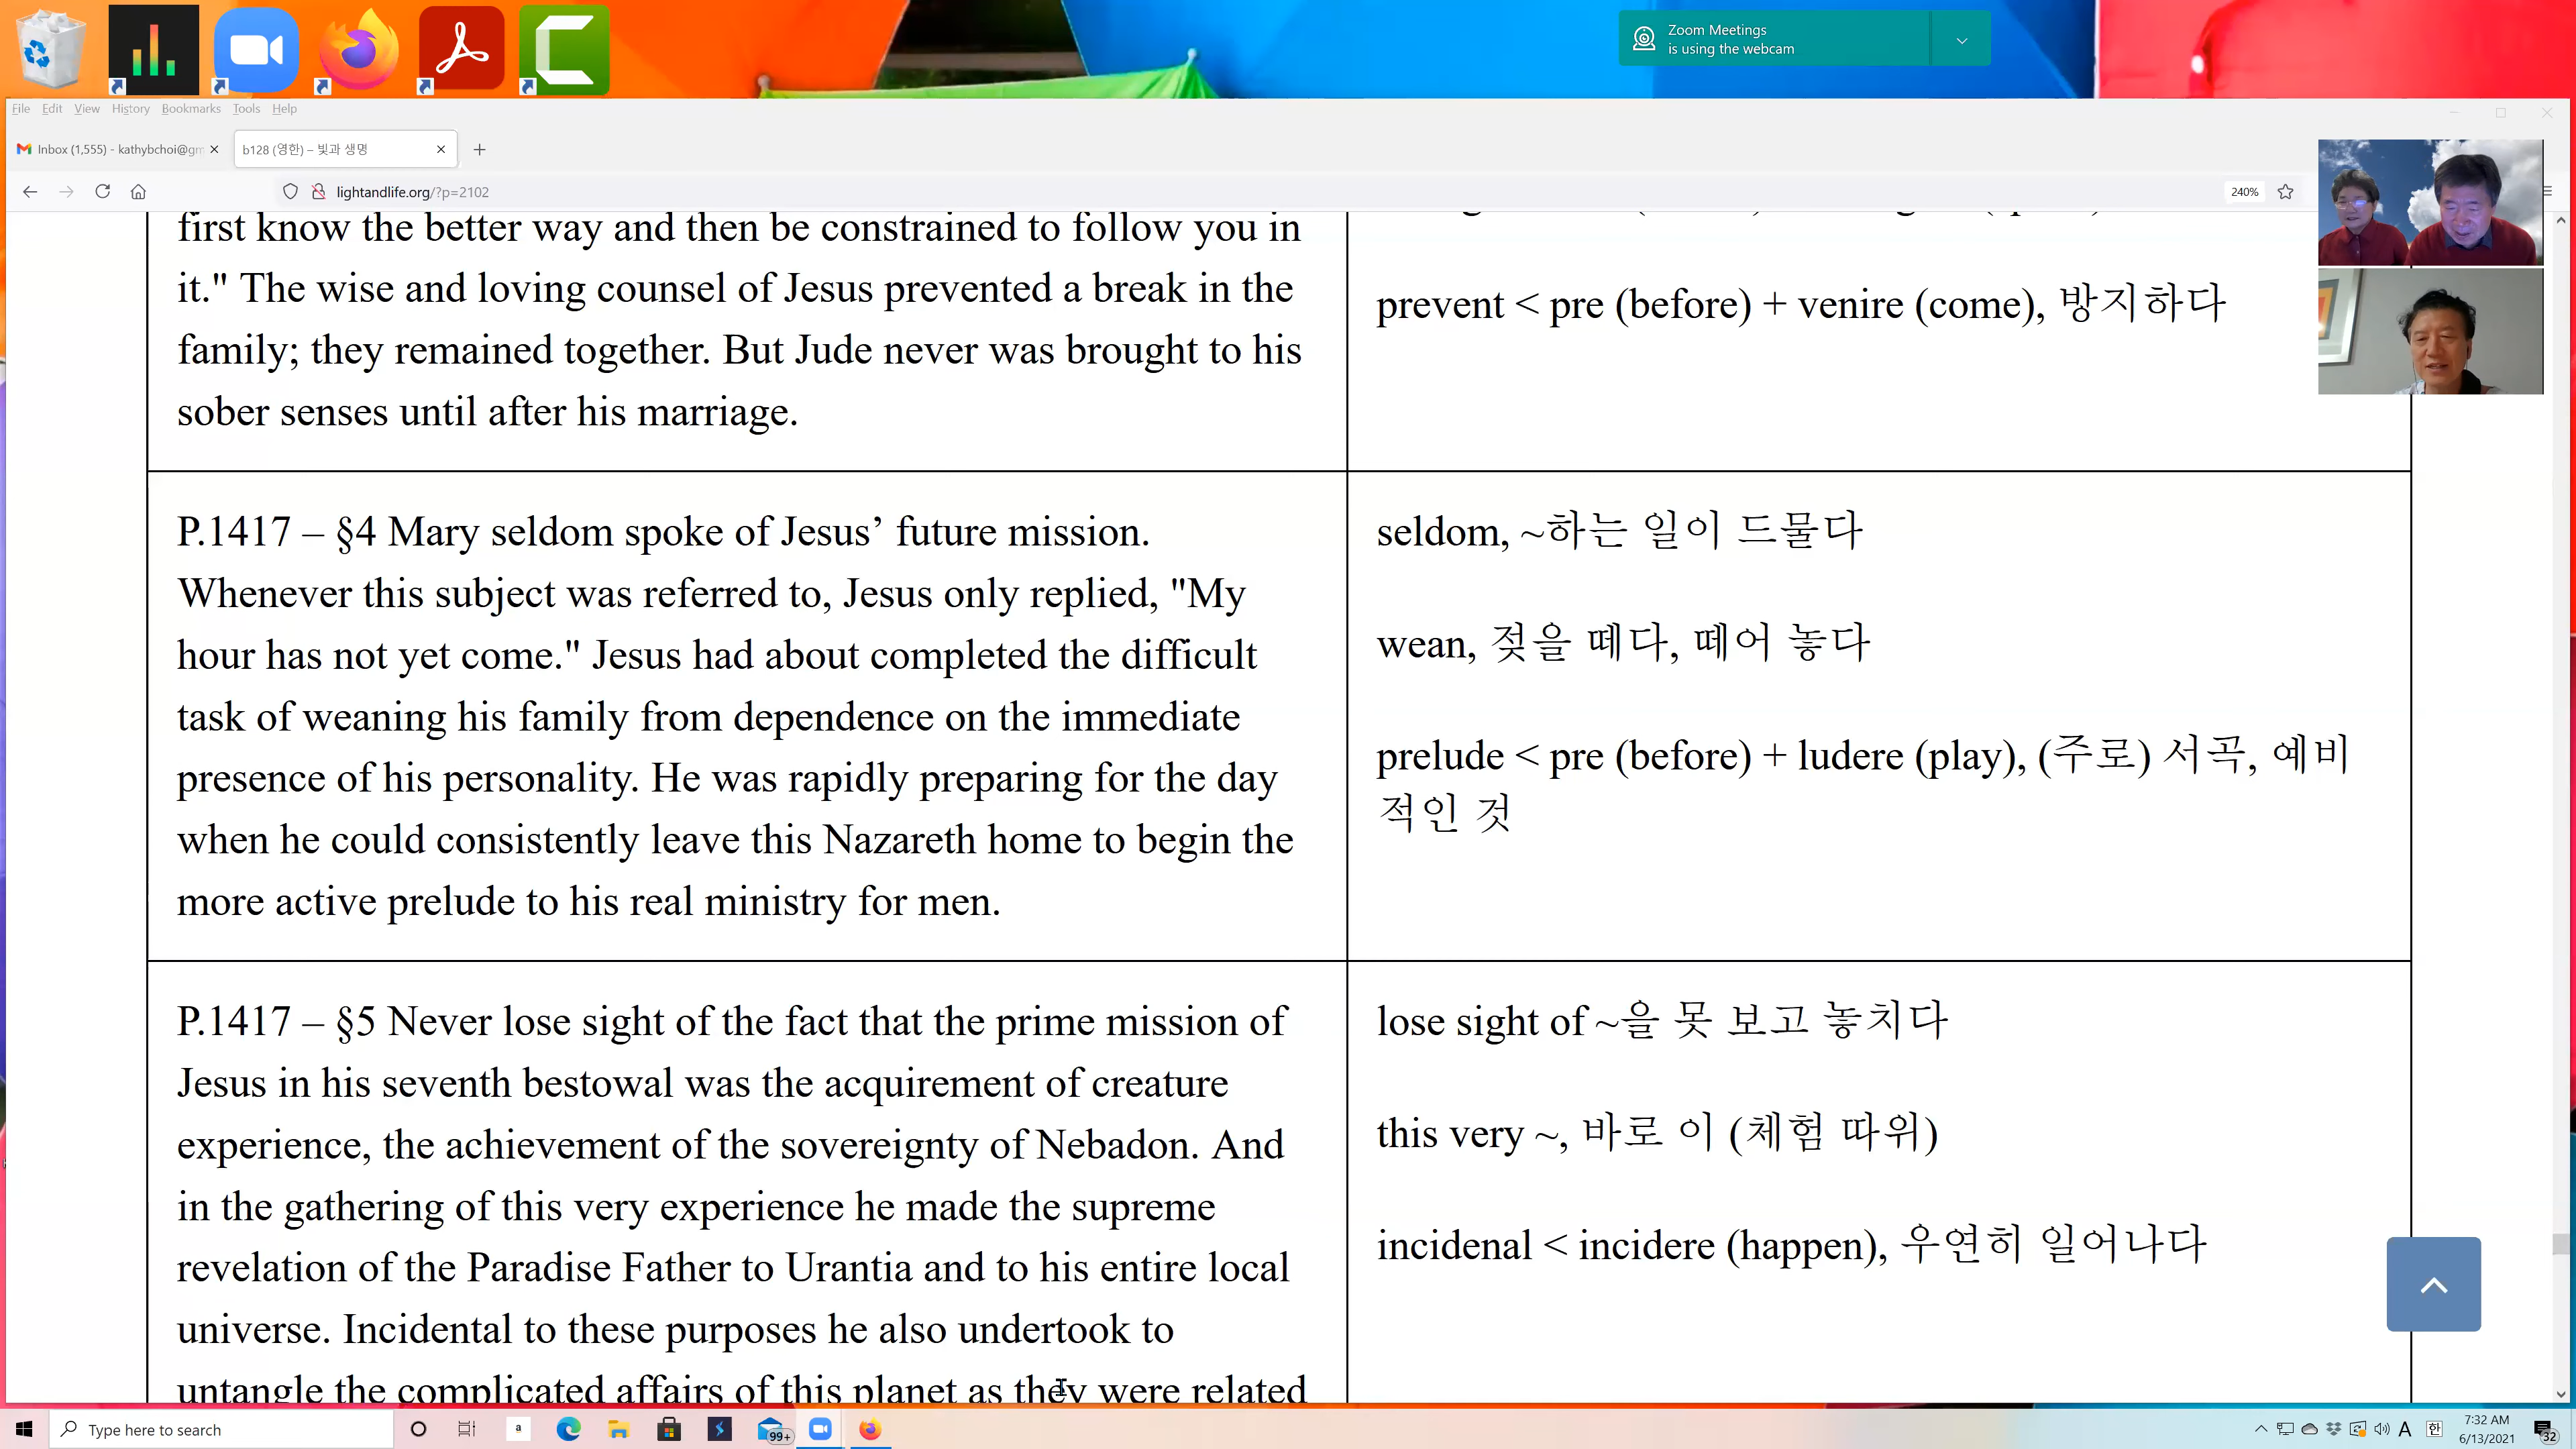 Zoom Meetings
is using the webcam
File Edit View History Bookmarks Tools Help
Inbox (1,555) - kathybchoi@gm
b128 (영한) – 빛과 생명
lightandlife.org/?p=2102
240%
first know the better way and then be constrained to follow you in
it." The wise and loving counsel of Jesus prevented a break in the
family; they remained together. But Jude never was brought to his
sober senses until after his marriage.
prevent < pre (before) + venire (come), 방지하다
P.1417 – §4 Mary seldom spoke of Jesus’ future mission.
Whenever this subject was referred to, Jesus only replied, "My
hour has not yet come." Jesus had about completed the difficult
task of weaning his family from dependence on the immediate
presence of his personality. He was rapidly preparing for the day
when he could consistently leave this Nazareth home to begin the
more active prelude to his real ministry for men.
seldom, ~하는 일이 드물다
wean, 젖을 떼다, 떼어 놓다
prelude < pre (before) + ludere (play), (주로) 서곡, 예비
적인 것
P.1417 – §5 Never lose sight of the fact that the prime mission of
Jesus in his seventh bestowal was the acquirement of creature
experience, the achievement of the sovereignty of Nebadon. And
in the gathering of this very experience he made the supreme
revelation of the Paradise Father to Urantia and to his entire local
universe. Incidental to these purposes he also undertook to
untangle the complicated affairs of this planet as they were related
lose sight of ~을 못 보고 놓치다
this very ~, 바로 이 (체험 따위)
incidenal < incidere (happen), 우연히 일어나다
Type here to search
a
99+
A
한
7:32 AM
6/13/2021
32